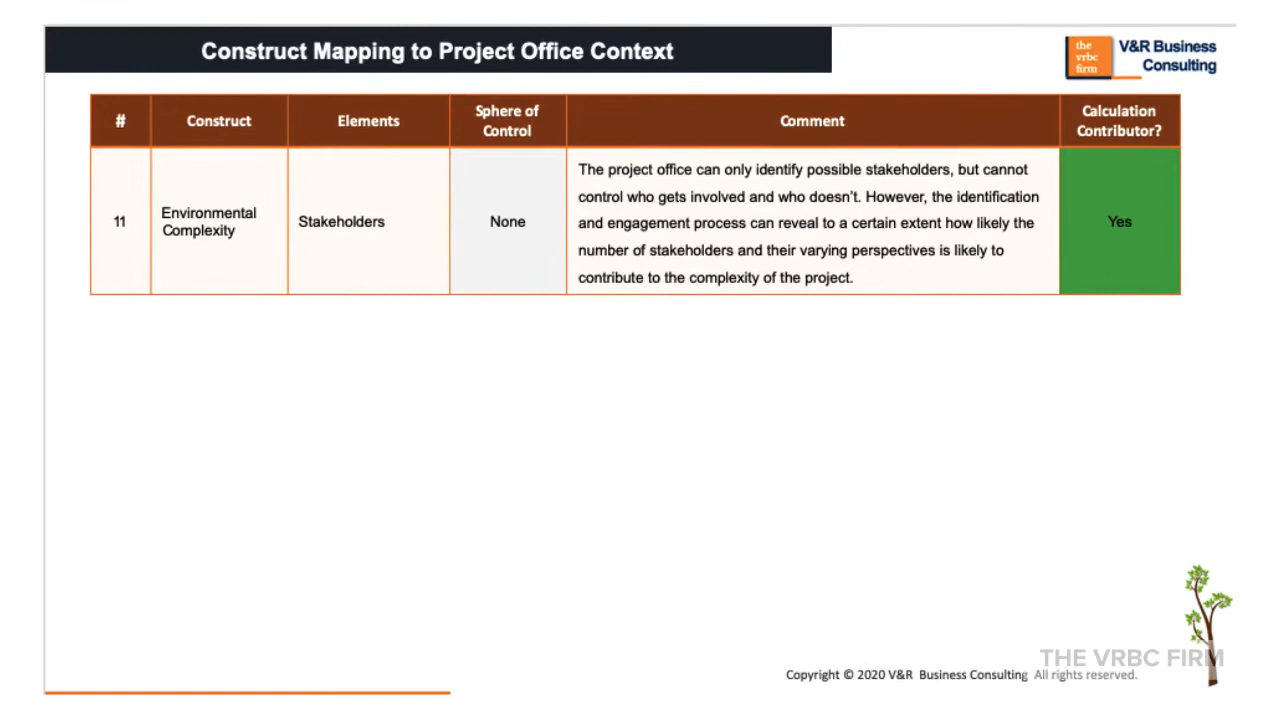 Construct Mapping to Project Office Context
the
vrbc
firm
V&R Business
Consulting
#
Construct
Elements
Sphere of
Control
Comment
Calculation
Contributor?
11
Environmental
Complexity
Stakeholders
None
The project office can only identify possible stakeholders, but cannot
control who gets involved and who doesn't. However, the identification
and engagement process can reveal to a certain extent how likely the
number of stakeholders and their varying perspectives is likely to
contribute to the complexity of the project.
Yes
THE VRBC FIRM
Copyright © 2020 V&R Business Consulting All rights reserved.